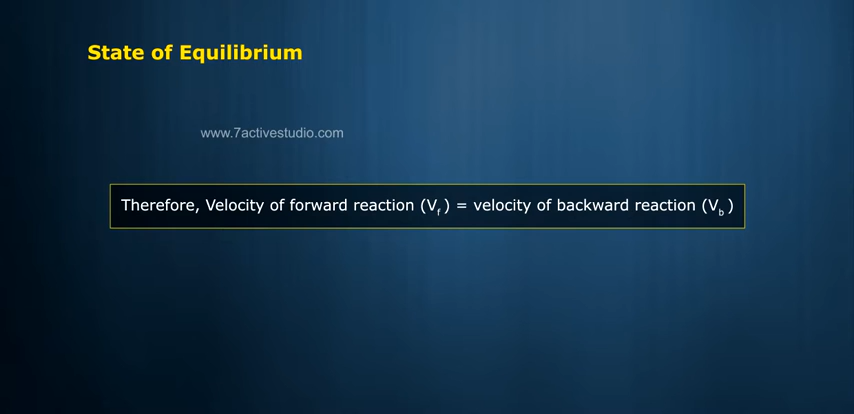 State of Equilibrium
www.7activestudio.com
Therefore, Velocity of forward reaction (Vf) = velocity of backward reaction (Vb)